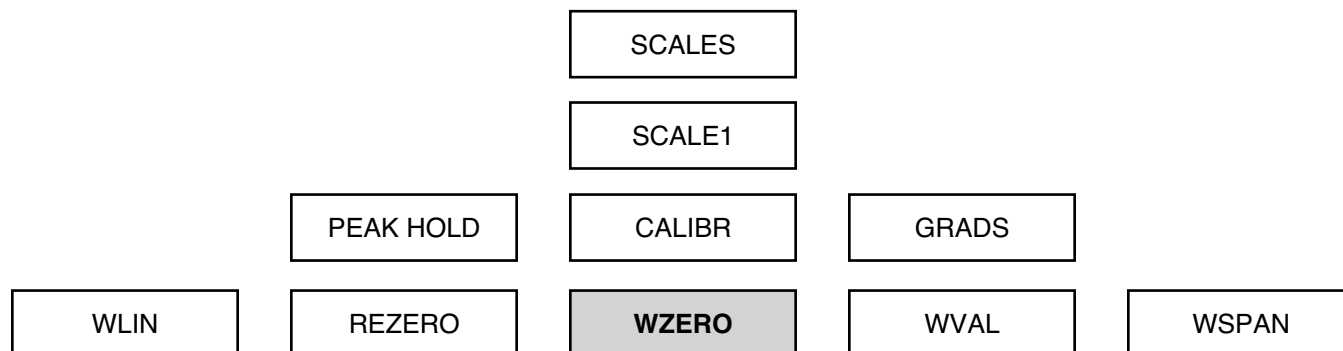 SCALES
SCALE1
PEAK HOLD CALIBR GRADS
WLIN REZERO WZERO WVAL WSPAN